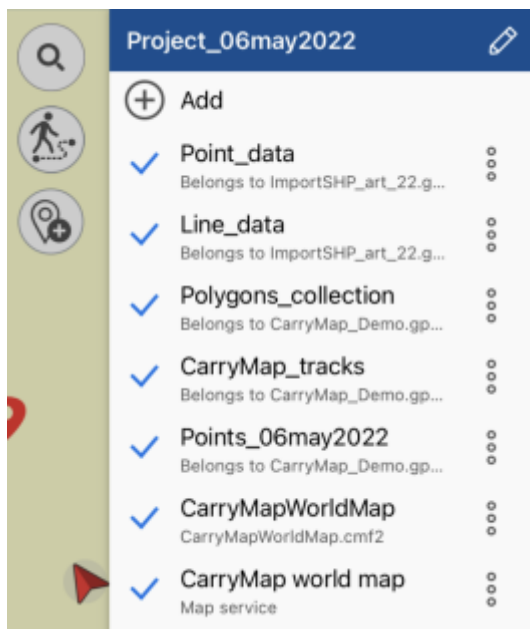 Project_06may2022
Add
Point_data
Belongs to ImportSHP_art_22.g...
Line_data
Belongs to ImportSHP_art_22.g...
Polygons_collection
Belongs to CarryMap_Demo.gp...
CarryMap_tracks
Belongs to CarryMap_Demo.gp...
Points_06may2022
Belongs to CarryMap_Demo.gp...
CarryMapWorldMap
CarryMapWorldMap.cmf2
CarryMap world map
Map service